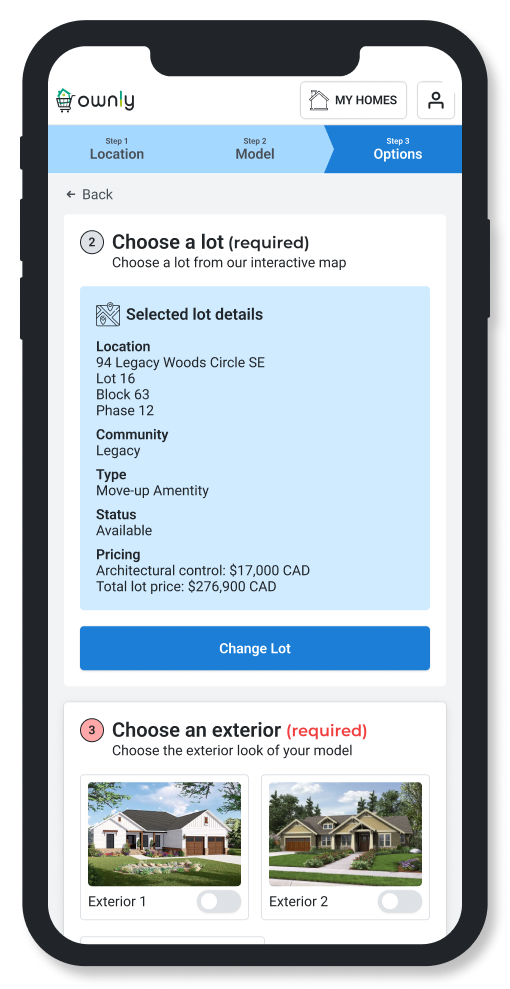 ownly
MY HOMES
Step 1
Location
Step 2
Model
Step 3
Options
← Back
2
Choose a lot (required)
Choose a lot from our interactive map
Selected lot details
Location
94 Legacy Woods Circle SE
Lot 16
Block 63
Phase 12
Community
Legacy
Type
Move-up Amentity
Status
Available
Pricing
Architectural control: $17,000 CAD
Total lot price: $276,900 CAD
Change Lot
3
Choose an exterior (required)
Choose the exterior look of your model
Exterior 1
Exterior 2